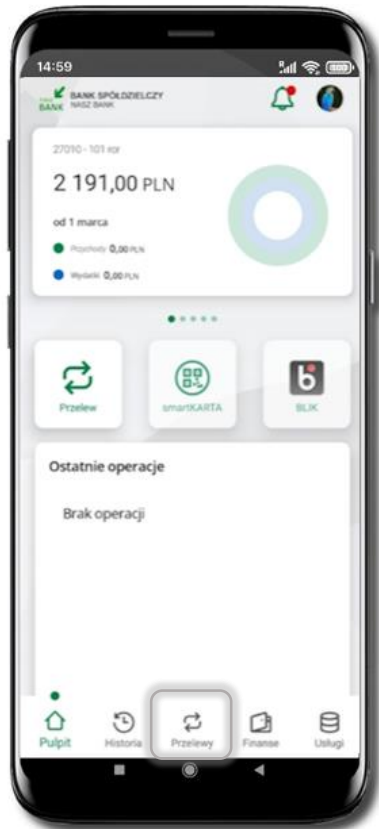 14:59
BANK SPÓŁDZIELCZY
BANK NASZ BANK
27010 - 101 ror
2 191,00 PLN
od 1 marca
Przychody 0,00 PLN
Wydatki 0,00 PLN
Przelew
smartKARTA
BLIK
Ostatnie operacje
Brak operacji
Pulpit
Historia
Przelewy
Finanse
Usługi